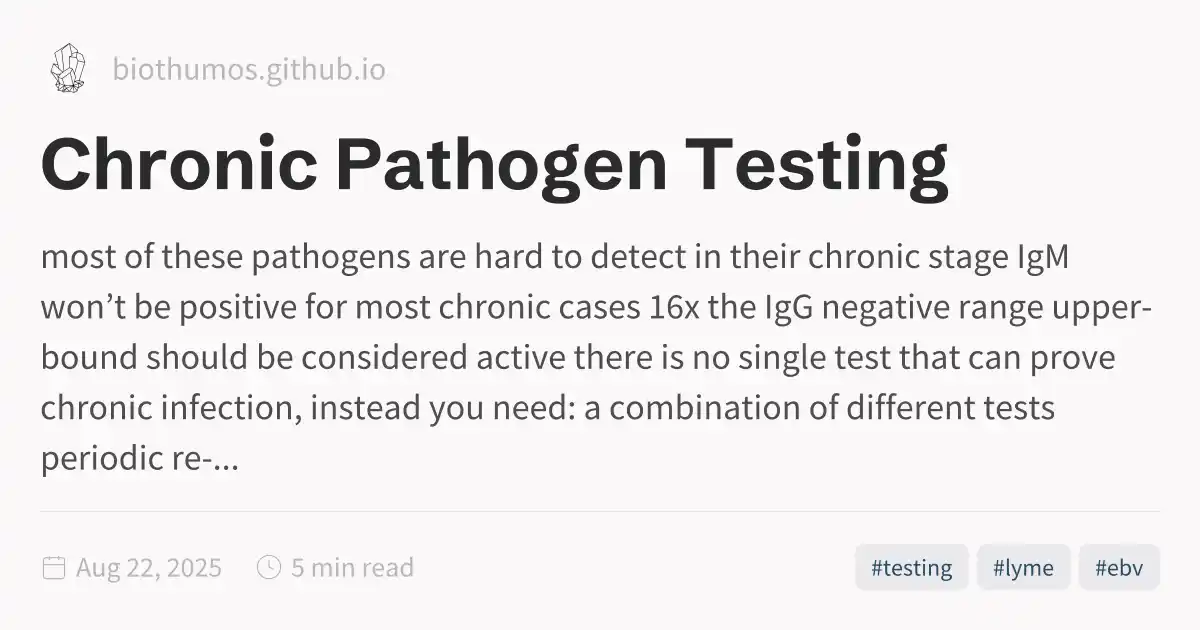 biothumos.github.io
Chronic Pathogen Testing
most of these pathogens are hard to detect in their chronic stage IgM
won’t be positive for most chronic cases 16x the IgG negative range upper-
bound should be considered active there is no single test that can prove
chronic infection, instead you need: a combination of different tests
periodic re-...
Aug 22, 2025 5 min read #testing #lyme #ebv